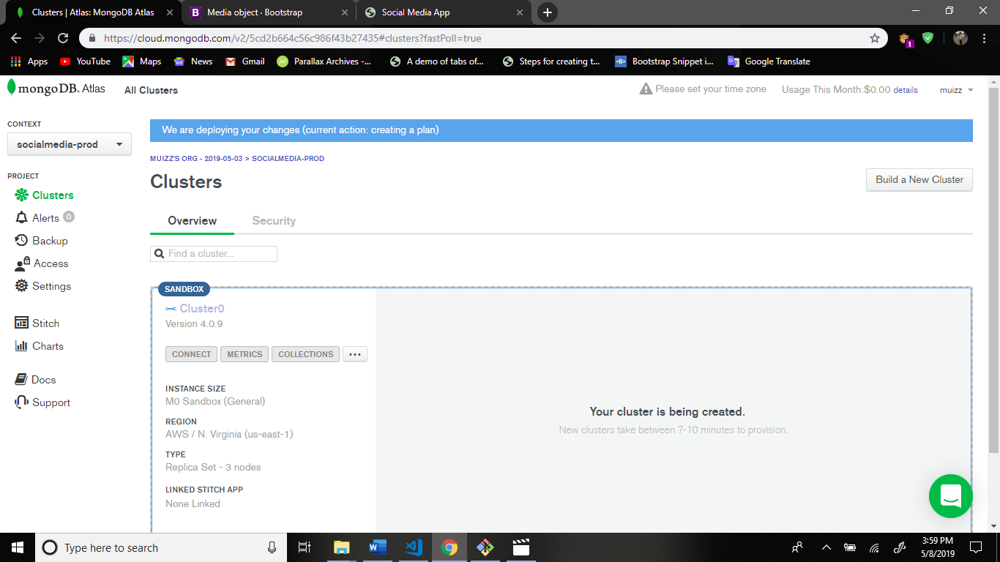 Clusters | Atlas: MongoDB Atlas
Media object · Bootstrap
Social Media App
https://cloud.mongodb.com/v2/5cd2b664c56c986f43b27435#clusters?fastPoll=true
1
Apps
YouTube
Maps
News
Gmail
Parallax Archives -...
A demo of tabs of...
Steps for creating t...
Bootstrap Snippet i...
Google Translate
mongoDB. Atlas
All Clusters
Please set your time zone
Usage This Month:$0.00 details
muizz
CONTEXT
socialmedia-prod
PROJECT
Clusters
Alerts 0
Backup
Access
Settings
Stitch
Charts
Docs
Support
We are deploying your changes (current action: creating a plan)
MUIZZ'S ORG - 2019-05-03 > SOCIALMEDIA-PROD
Clusters
Build a New Cluster
Overview
Security
Find a cluster...
SANDBOX
Cluster0
Version 4.0.9
CONNECT
METRICS
COLLECTIONS
...
INSTANCE SIZE
M0 Sandbox (General)
REGION
AWS / N. Virginia (us-east-1)
TYPE
Replica Set - 3 nodes
LINKED STITCH APP
None Linked
Your cluster is being created.
New clusters take between 7-10 minutes to provision.
Type here to search
3:59 PM
5/8/2019